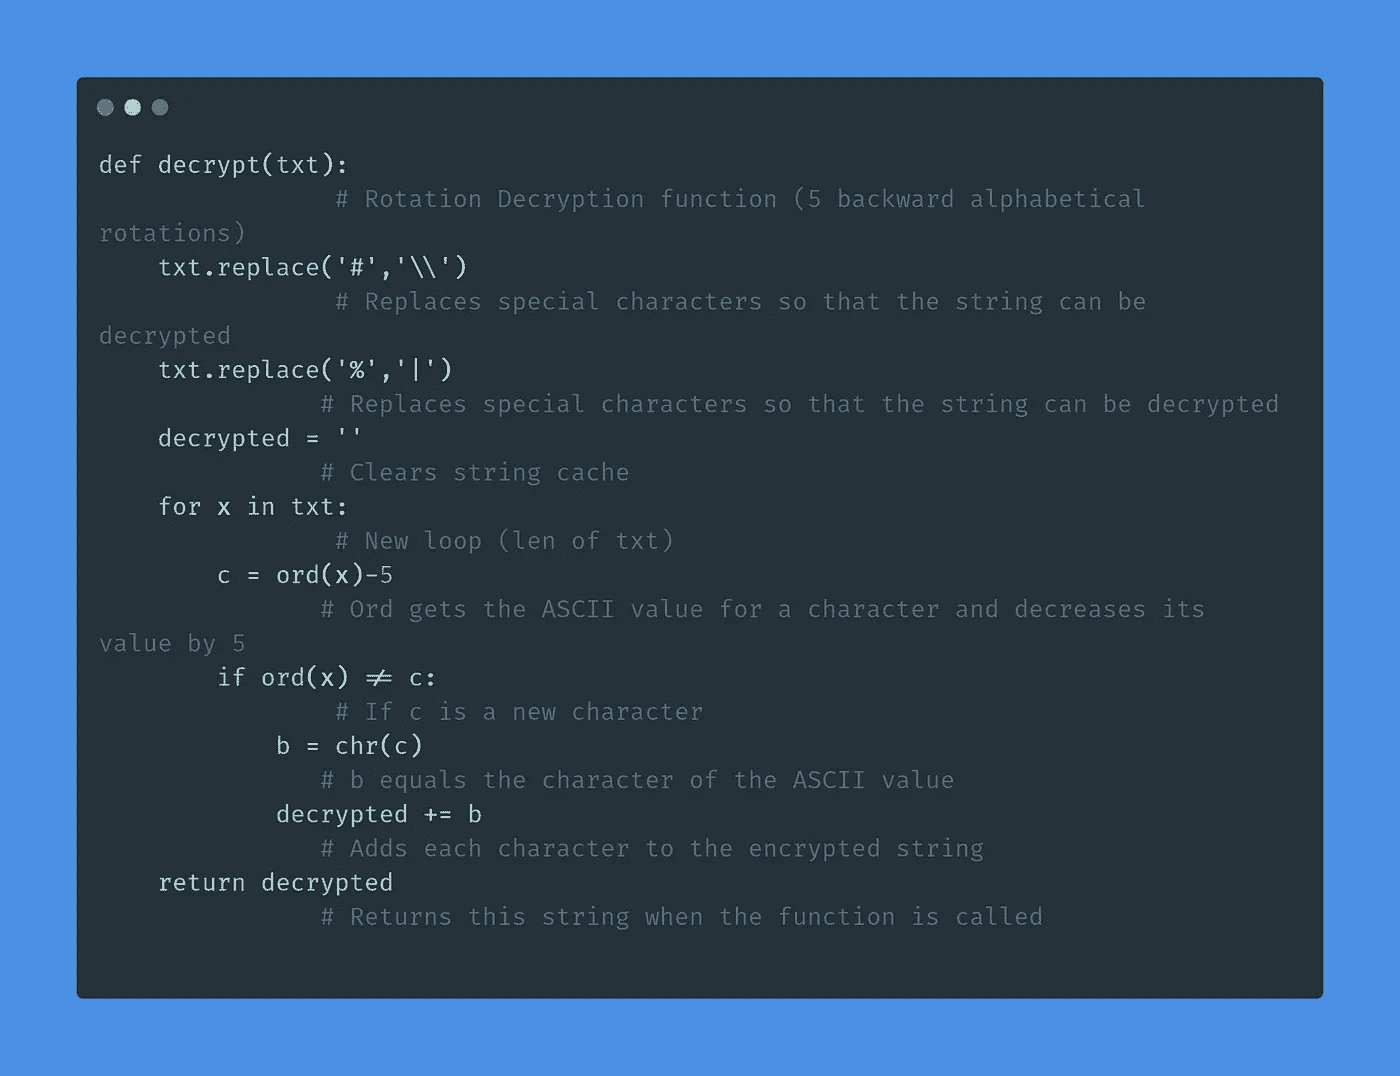 def decrypt(txt):
# Rotation Decryption function (5 backward alphabetical
rotations)
txt.replace('#','\\')
# Replaces special characters so that the string can be
decrypted
txt.replace('%','|')
# Replaces special characters so that the string can be decrypted
decrypted = ''
# Clears string cache
for x in txt:
# New loop (len of txt)
c = ord(x)-5
# Ord gets the ASCII value for a character and decreases its
value by 5
if ord(x) ≠ c:
# If c is a new character
b = chr(c)
# b equals the character of the ASCII value
decrypted += b
# Adds each character to the encrypted string
return decrypted
# Returns this string when the function is called